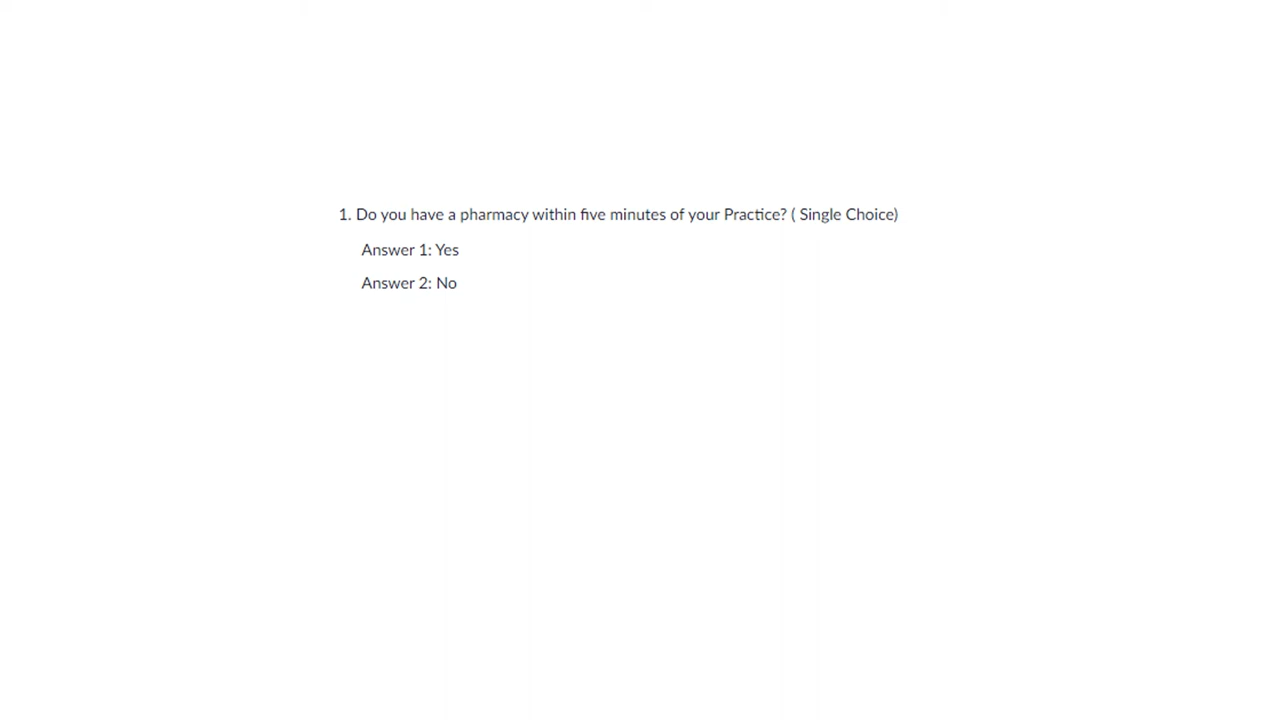 1. Do you have a pharmacy within five minutes of your Practice? ( Single Choice)
Answer 1: Yes
Answer 2: No